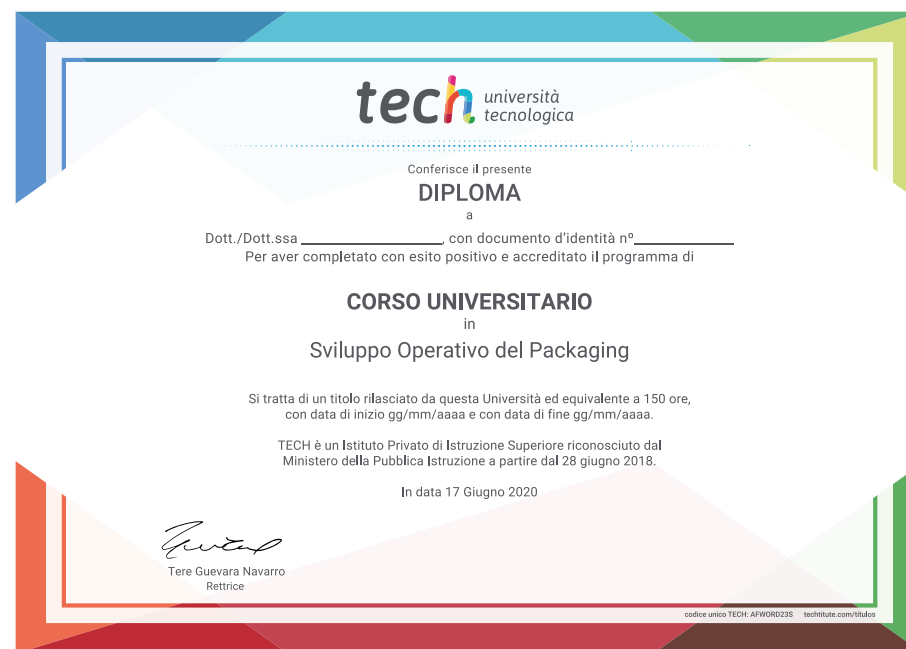 tech università
tecnologica
Conferisce il presente
DIPLOMA
a
Dott./Dott.ssa ____________________, con documento d'identità nº______________
Per aver completato con esito positivo e accreditato il programma di
CORSO UNIVERSITARIO
in
Sviluppo Operativo del Packaging
Si tratta di un titolo rilasciato da questa Università ed equivalente a 150 ore,
con data di inizio gg/mm/aaaa e con data di fine gg/mm/aaaa.
TECH è un Istituto Privato di Istruzione Superiore riconosciuto dal
Ministero della Pubblica Istruzione a partire dal 28 giugno 2018.
In data 17 Giugno 2020
Tere Guevara Navarro
Rettrice
codice unico TECH: AFWORD23S techtitute.com/titulos